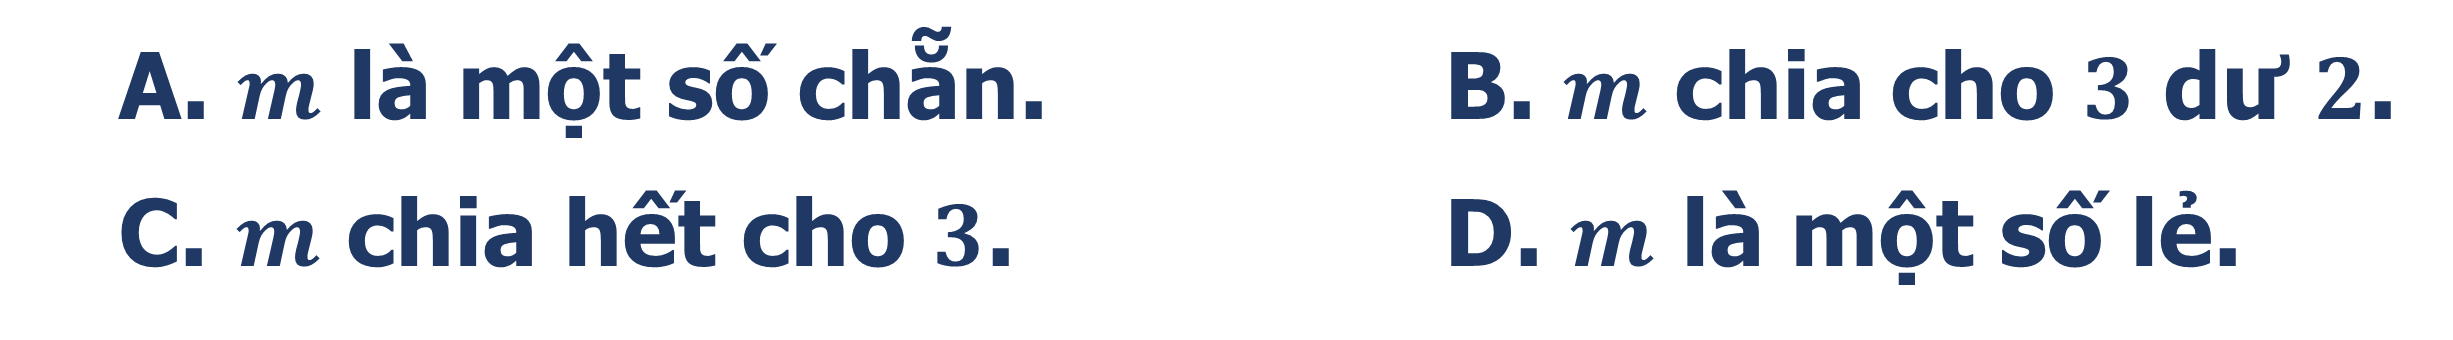 A. m là một số chẵn. B. m chia cho 3 dư 2.
C. m chia hết cho 3. D. m là một số lẻ.